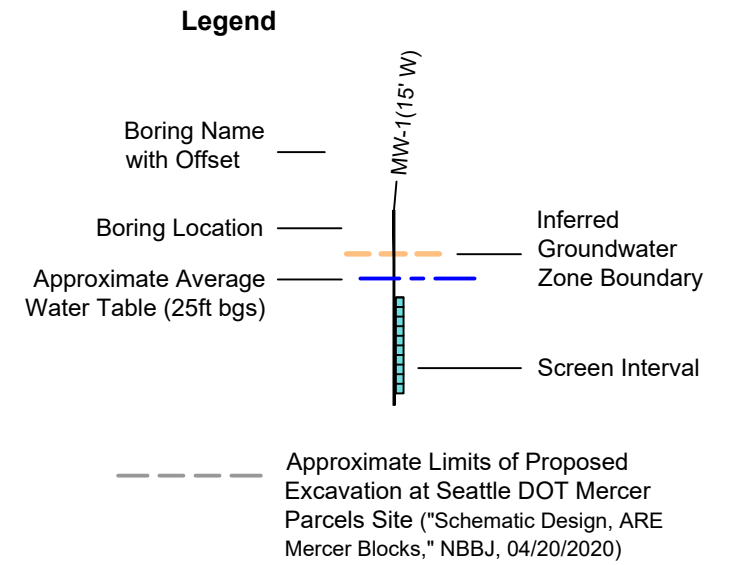 Legend
MW-1(15' W)
Boring Name
with Offset
Boring Location
Inferred
Groundwater
Zone Boundary
Approximate Average
Water Table (25ft bgs)
Screen Interval
Approximate Limits of Proposed
Excavation at Seattle DOT Mercer
Parcels Site ("Schematic Design, ARE
Mercer Blocks," NBBJ, 04/20/2020)